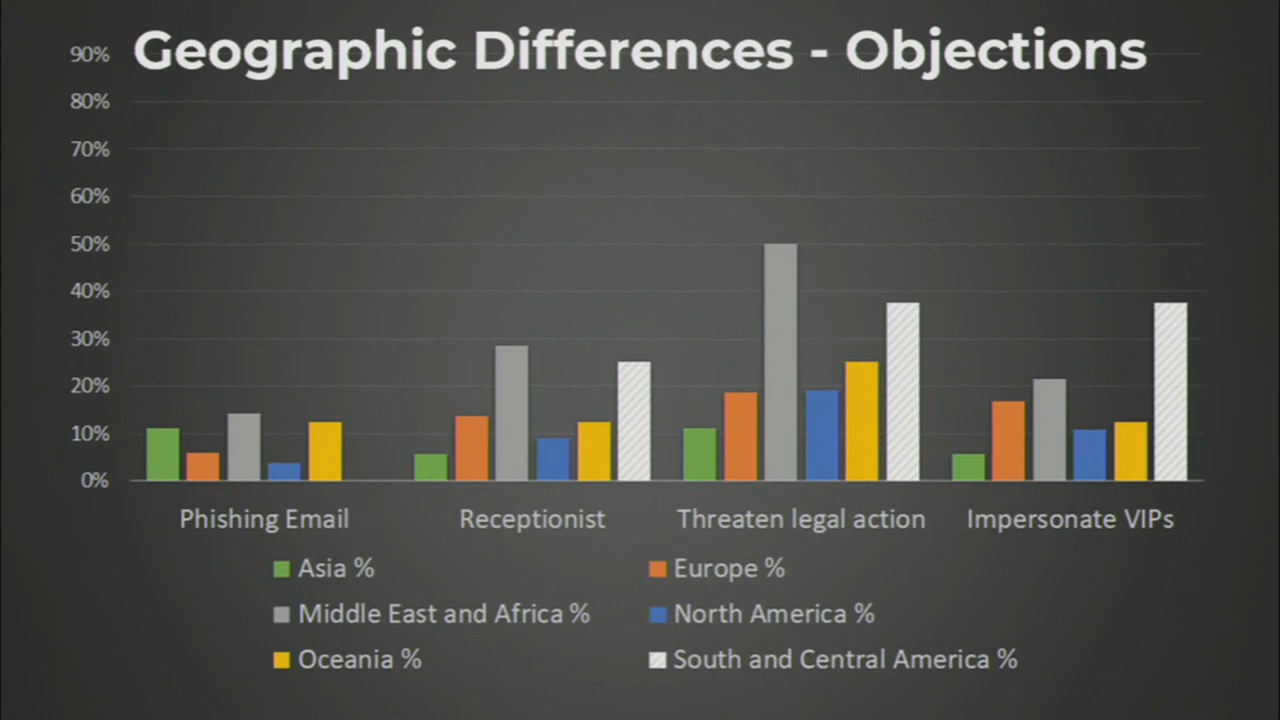 Geographic Differences - Objections
90%
80%
70%
60%
50%
40%
30%
20%
10%
0%
Phishing Email Receptionist Threaten legal action Impersonate VIPs
Asia % Europe %
Middle East and Africa % North America %
Oceania % South and Central America %